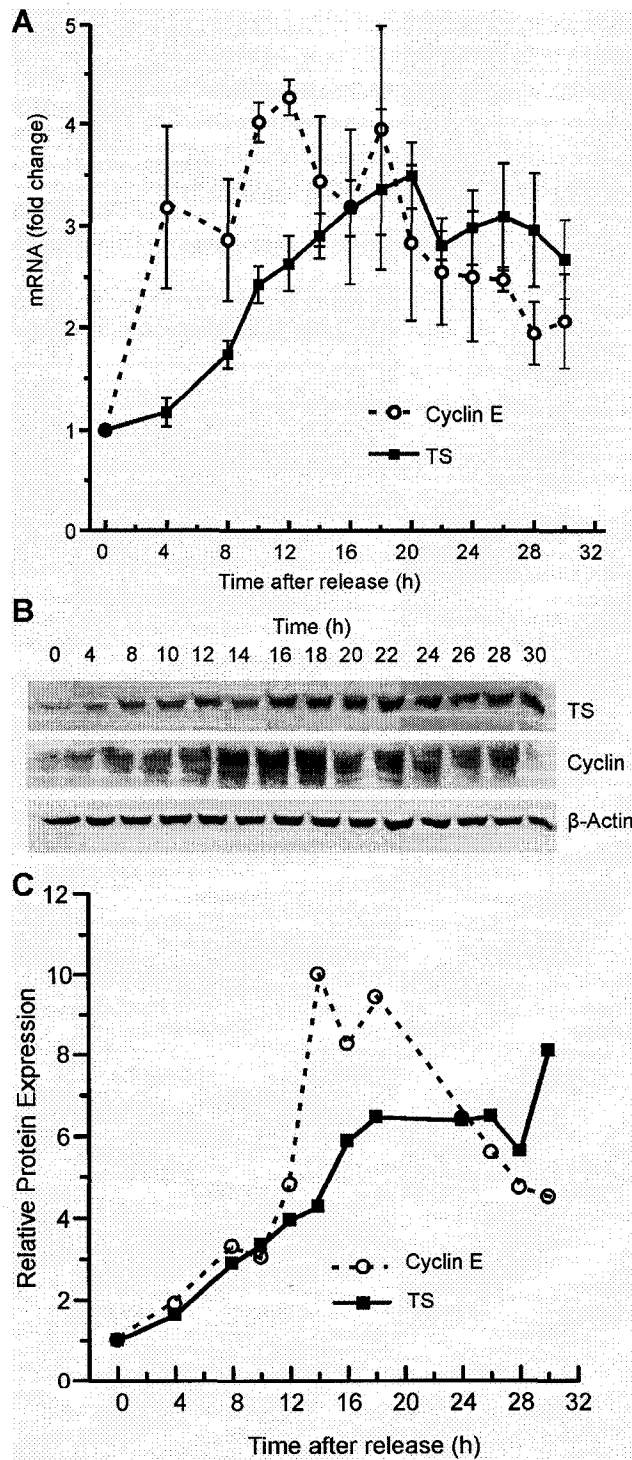 A
5
4
3
2
1
0
mRNA (fold change)
Cyclin E
TS
0 4 8 12 16 20 24 28 32
Time after release (h)
B
Time (h)
0 4 8 10 12 14 16 18 20 22 24 26 28 30
TS
Cyclin
β-Actin
C
12
10
8
6
4
2
0
Relative Protein Expression
Cyclin E
TS
0 4 8 12 16 20 24 28 32
Time after release (h)